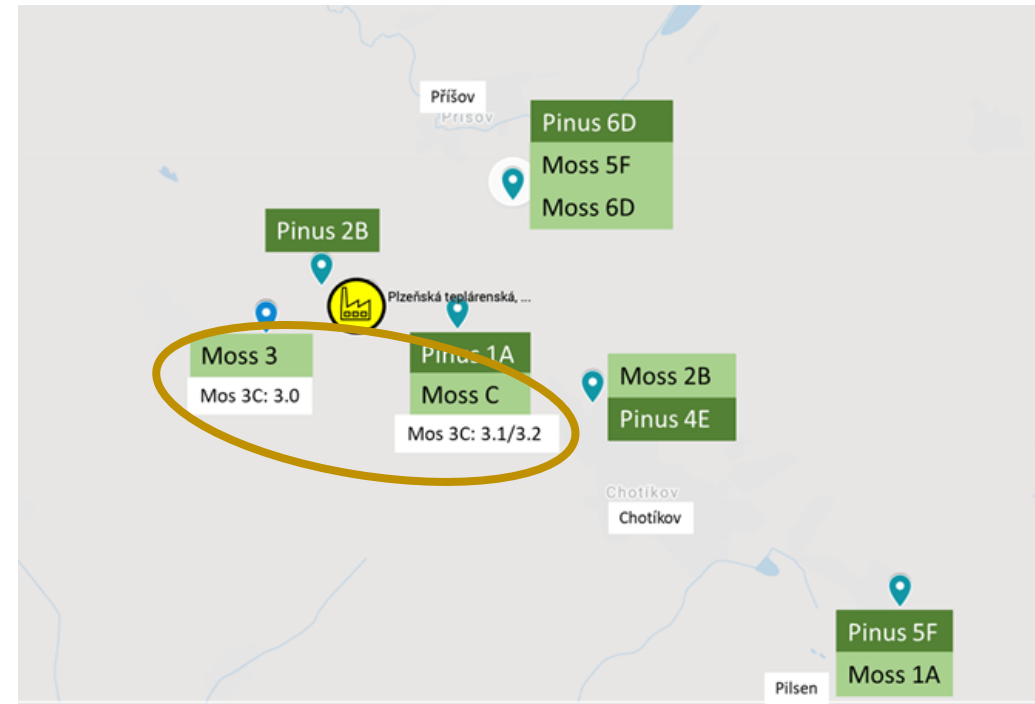 Příšov
Prisov
Pinus 6D
Moss 5F
Moss 6D
Pinus 2B
Plzeňská teplárenská, ...
Moss 3
Mos 3C: 3.0
Pinus 1A
Moss C
Mos 3C: 3.1/3.2
Moss 2B
Pinus 4E
Chotíkov
Chotíkov
Pinus 5F
Moss 1A
Pilsen